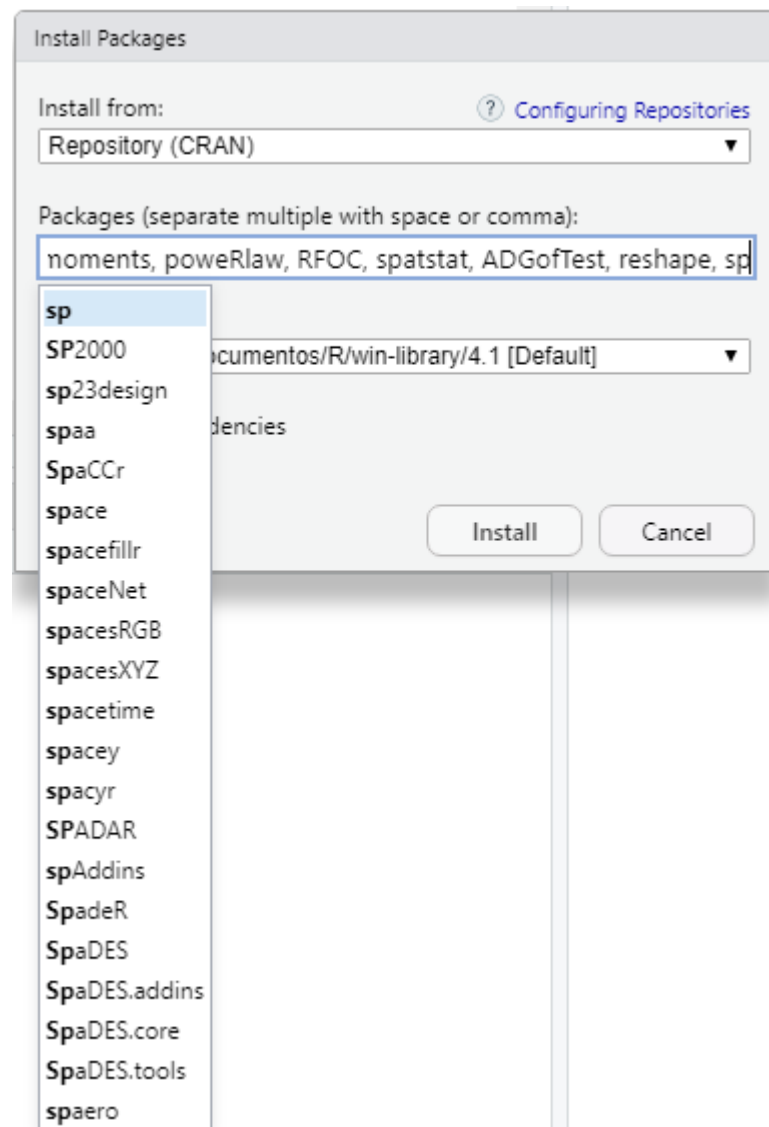 Install Packages
Install from:
? Configuring Repositories
Repository (CRAN)
Packages (separate multiple with space or comma):
moments, poweRlaw, RFOC, spatstat, ADGofTest, reshape, sp
sp
SP2000
ocumentos/R/win-library/4.1 [Default]
sp23design
spaa
dencies
SpaCCr
space
Install
Cancel
spacefillr
spaceNet
spacesRGB
spacesXYZ
spacetime
spacey
spacyr
SPADAR
spAddins
SpadeR
SpaDES
SpaDES.addins
SpaDES.core
SpaDES.tools
spaero